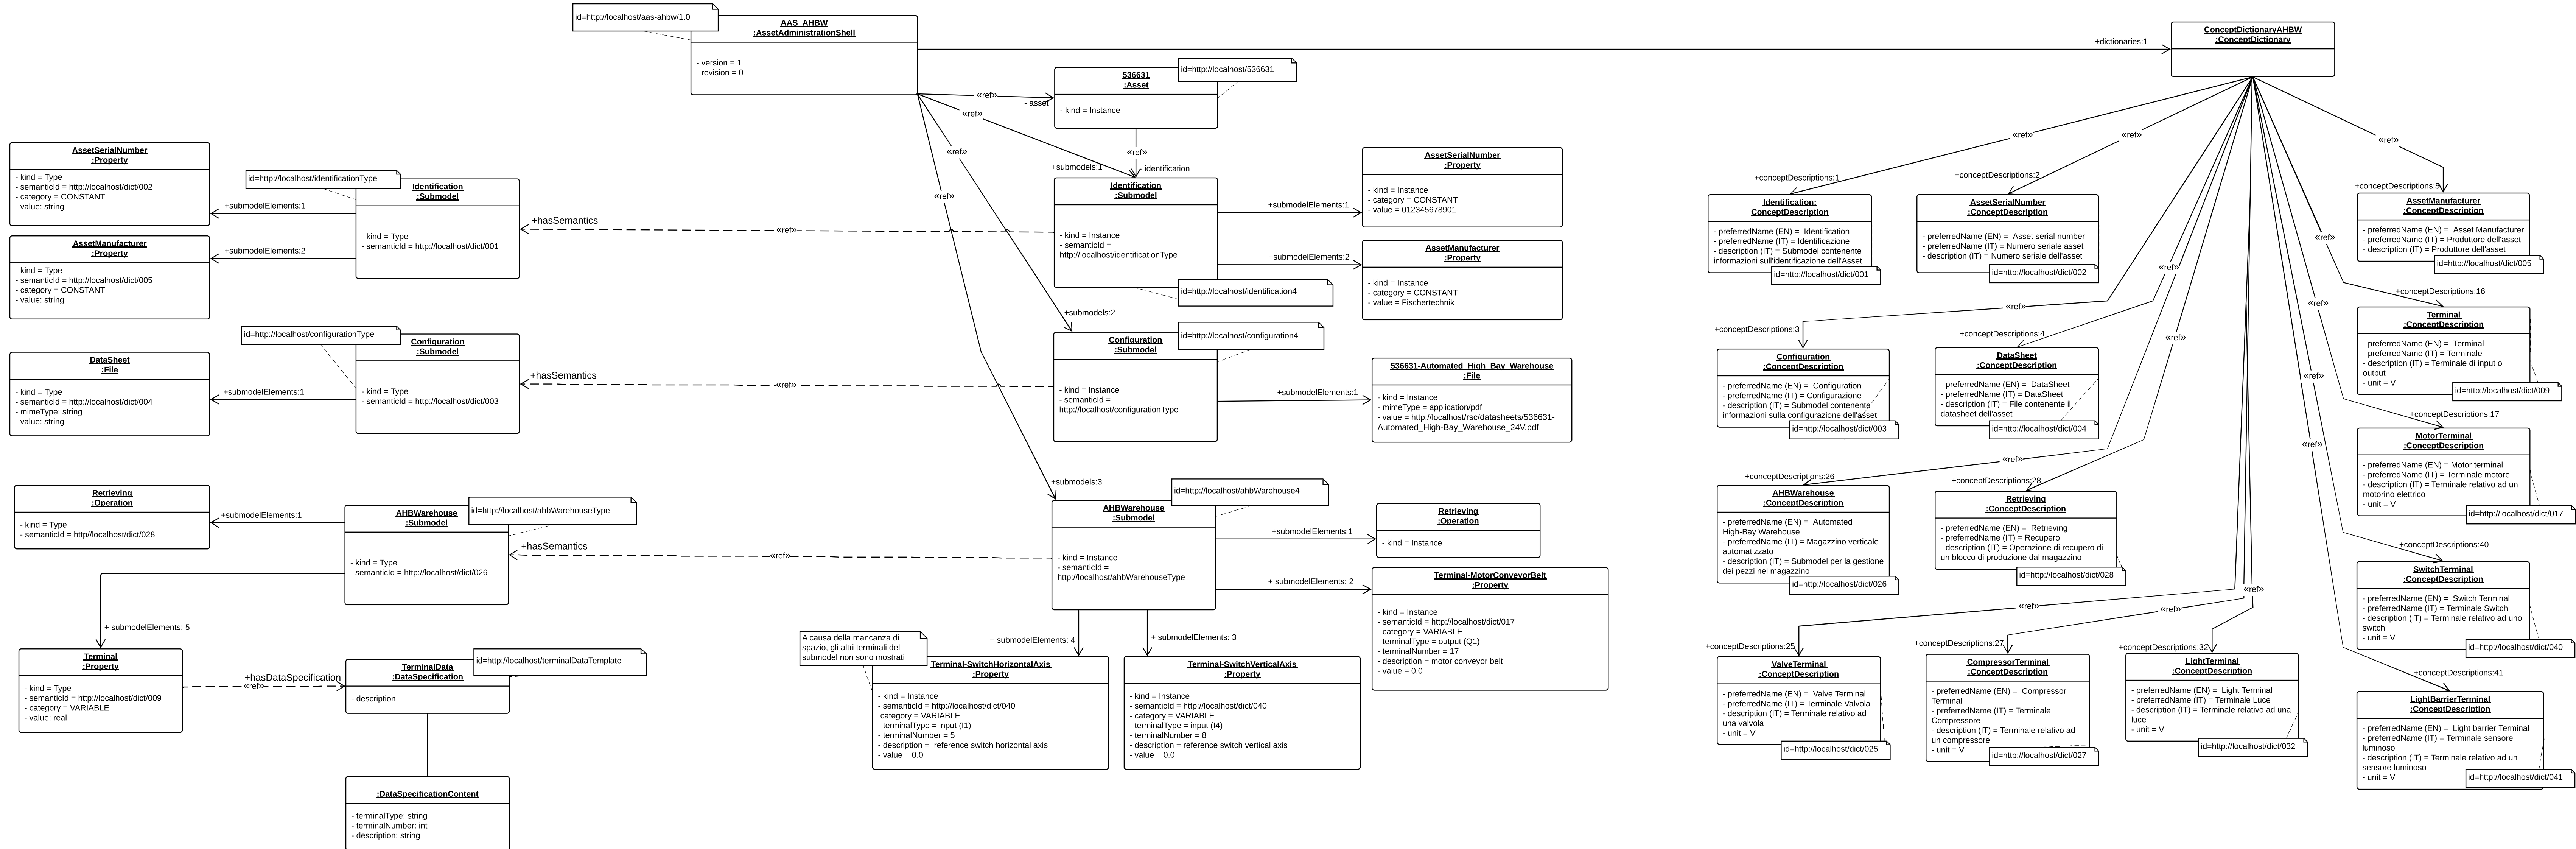 id=http://localhost/aas-ahbw/1.0
AAS_AHBW
:AssetAdministrationShell
- version = 1
- revision = 0
+dictionaries:1
ConceptDictionaryAHBW
:ConceptDictionary
536631
:Asset
- kind = Instance
id=http://localhost/536631
«ref»
- asset
«ref»
«ref»
«ref»
«ref»
+submodels:1
identification
+submodels:2
+submodels:3
AssetSerialNumber
:Property
- kind = Type
- semanticId = http://localhost/dict/002
- category = CONSTANT
- value: string
AssetManufacturer
:Property
- kind = Type
- semanticId = http://localhost/dict/005
- category = CONSTANT
- value: string
+submodelElements:1
+submodelElements:2
id=http://localhost/identificationType
Identification
:Submodel
- kind = Type
- semanticId = http://localhost/dict/001
+hasSemantics
«ref»
Identification
:Submodel
- kind = Instance
- semanticId =
http://localhost/identificationType
id=http://localhost/identification4
+submodelElements:1
+submodelElements:2
AssetSerialNumber
:Property
- kind = Instance
- category = CONSTANT
- value = 012345678901
AssetManufacturer
:Property
- kind = Instance
- category = CONSTANT
- value = Fischertechnik
DataSheet
:File
- kind = Type
- semanticId = http://localhost/dict/004
- mimeType: string
- value: string
+submodelElements:1
id=http://localhost/configurationType
Configuration
:Submodel
- kind = Type
- semanticId = http://localhost/dict/003
+hasSemantics
«ref»
Configuration
:Submodel
- kind = Instance
- semanticId =
http://localhost/configurationType
id=http://localhost/configuration4
+submodelElements:1
536631-Automated_High_Bay_Warehouse
:File
- kind = Instance
- mimeType = application/pdf
- value = http://localhost/rsc/datasheets/536631-
Automated_High-Bay_Warehouse_24V.pdf
Retrieving
:Operation
- kind = Type
- semanticId = http//localhost/dict/028
+submodelElements:1
AHBWarehouse
:Submodel
- kind = Type
- semanticId = http://localhost/dict/026
id=http://localhost/ahbWarehouseType
+hasSemantics
«ref»
AHBWarehouse
:Submodel
- kind = Instance
- semanticId =
http://localhost/ahbWarehouseType
id=http://localhost/ahbWarehouse4
+submodelElements:1
Retrieving
:Operation
- kind = Instance
+ submodelElements: 2
Terminal-MotorConveyorBelt
:Property
- kind = Instance
- semanticId = http://localhost/dict/017
- category = VARIABLE
- terminalType = output (Q1)
- terminalNumber = 17
- description = motor conveyor belt
- value = 0.0
+ submodelElements: 5
Terminal
:Property
- kind = Type
- semanticId = http://localhost/dict/009
- category = VARIABLE
- value: real
+hasDataSpecification
«ref»
TerminalData
:DataSpecification
- description
id=http://localhost/terminalDataTemplate
:DataSpecificationContent
- terminalType: string
- terminalNumber: int
- description: string
A causa della mancanza di
spazio, gli altri terminali del
submodel non sono mostrati
+ submodelElements: 4
+ submodelElements: 3
Terminal-SwitchHorizontalAxis
:Property
- kind = Instance
- semanticId = http://localhost/dict/040
category = VARIABLE
- terminalType = input (I1)
- terminalNumber = 5
- description =  reference switch horizontal axis
- value = 0.0
Terminal-SwitchVerticalAxis
:Property
- kind = Instance
- semanticId = http://localhost/dict/040
- category = VARIABLE
- terminalType = input (I4)
- terminalNumber = 8
- description = reference switch vertical axis
- value = 0.0
«ref»
«ref»
«ref»
+conceptDescriptions:1
Identification:
ConceptDescription
- preferredName (EN) =  Identification
- preferredName (IT) = Identificazione
- description (IT) = Submodel contenente
informazioni sull'identificazione dell'Asset
id=http://localhost/dict/001
+conceptDescriptions:2
AssetSerialNumber
:ConceptDescription
- preferredName (EN) =  Asset serial number
- preferredName (IT) = Numero seriale asset
- description (IT) = Numero seriale dell'asset
id=http://localhost/dict/002
+conceptDescriptions:5
AssetManufacturer
:ConceptDescription
- preferredName (EN) =  Asset Manufacturer
- preferredName (IT) = Produttore dell'asset
- description (IT) = Produttore dell'asset
id=http://localhost/dict/005
«ref»
«ref»
«ref»
«ref»
«ref»
«ref»
+conceptDescriptions:3
Configuration
:ConceptDescription
- preferredName (EN) =  Configuration
- preferredName (IT) = Configurazione
- description (IT) = Submodel contenente
informazioni sulla configurazione dell'asset
id=http://localhost/dict/003
+conceptDescriptions:4
DataSheet
:ConceptDescription
- preferredName (EN) =  DataSheet
- preferredName (IT) = DataSheet
- description (IT) = File contenente il
datasheet dell'asset
id=http://localhost/dict/004
+conceptDescriptions:16
Terminal
:ConceptDescription
- preferredName (EN) =  Terminal
- preferredName (IT) = Terminale
- description (IT) = Terminale di input o
output
- unit = V
id=http://localhost/dict/009
+conceptDescriptions:17
MotorTerminal
:ConceptDescription
- preferredName (EN) = Motor terminal
- preferredName (IT) = Terminale motore
- description (IT) = Terminale relativo ad un
motorino elettrico
- unit = V
id=http://localhost/dict/017
«ref»
«ref»
+conceptDescriptions:26
AHBWarehouse
:ConceptDescription
- preferredName (EN) =  Automated
High-Bay Warehouse
- preferredName (IT) = Magazzino verticale
automatizzato
- description (IT) = Submodel per la gestione
dei pezzi nel magazzino
id=http://localhost/dict/026
+conceptDescriptions:28
Retrieving
:ConceptDescription
- preferredName (EN) =  Retrieving
- preferredName (IT) = Recupero
- description (IT) = Operazione di recupero di
un blocco di produzione dal magazzino
id=http://localhost/dict/028
+conceptDescriptions:40
SwitchTerminal
:ConceptDescription
- preferredName (EN) =  Switch Terminal
- preferredName (IT) = Terminale Switch
- description (IT) = Terminale relativo ad uno
switch
- unit = V
id=http://localhost/dict/040
«ref»
«ref»
«ref»
+conceptDescriptions:25
ValveTerminal
:ConceptDescription
- preferredName (EN) =  Valve Terminal
- preferredName (IT) = Terminale Valvola
- description (IT) = Terminale relativo ad
una valvola
- unit = V
id=http://localhost/dict/025
+conceptDescriptions:27
CompressorTerminal
:ConceptDescription
- preferredName (EN) =  Compressor
Terminal
- preferredName (IT) = Terminale
Compressore
- description (IT) = Terminale relativo ad
un compressore
- unit = V
id=http://localhost/dict/027
+conceptDescriptions:32
LightTerminal
:ConceptDescription
- preferredName (EN) =  Light Terminal
- preferredName (IT) = Terminale Luce
- description (IT) = Terminale relativo ad una
luce
- unit = V
id=http://localhost/dict/032
+conceptDescriptions:41
LightBarrierTerminal
:ConceptDescription
- preferredName (EN) =  Light barrier Terminal
- preferredName (IT) = Terminale sensore
luminoso
- description (IT) = Terminale relativo ad un
sensore luminoso
- unit = V
id=http://localhost/dict/041